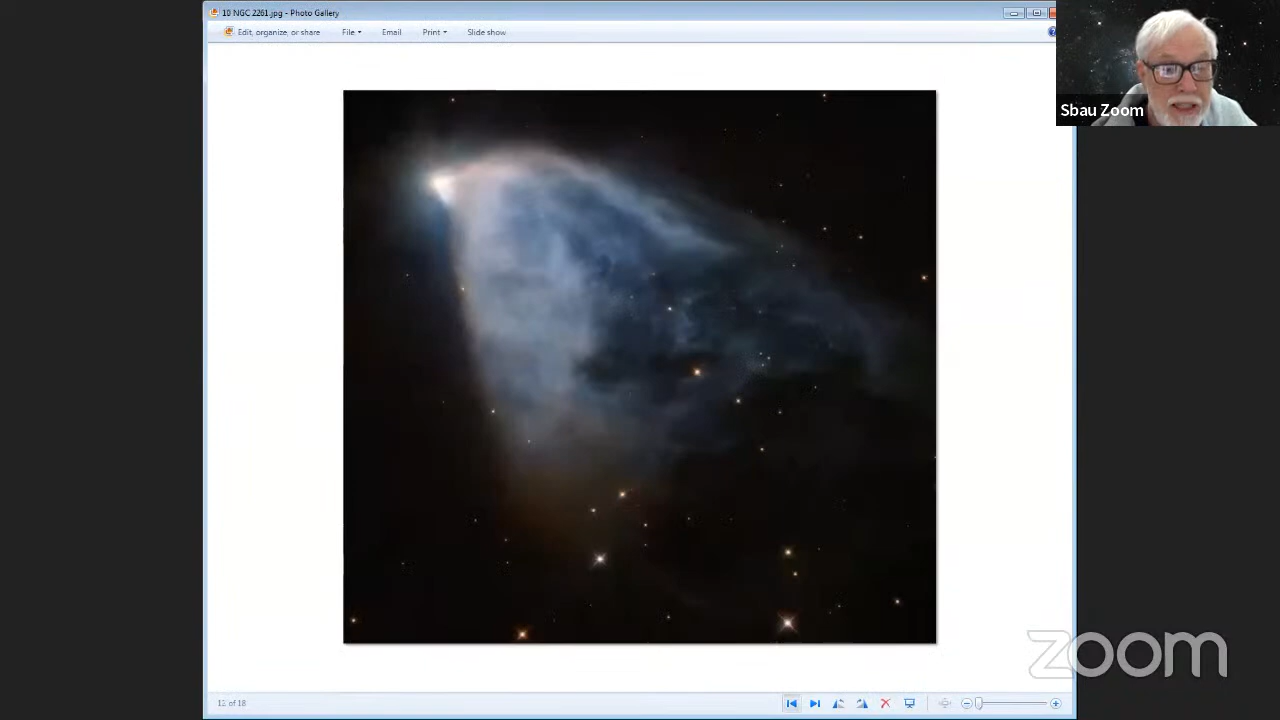 10 NGC 2261.jpg - Photo Gallery
Edit, organize, or share File Email Print Slide show
Sbau Zoom
zoom
12 of 18